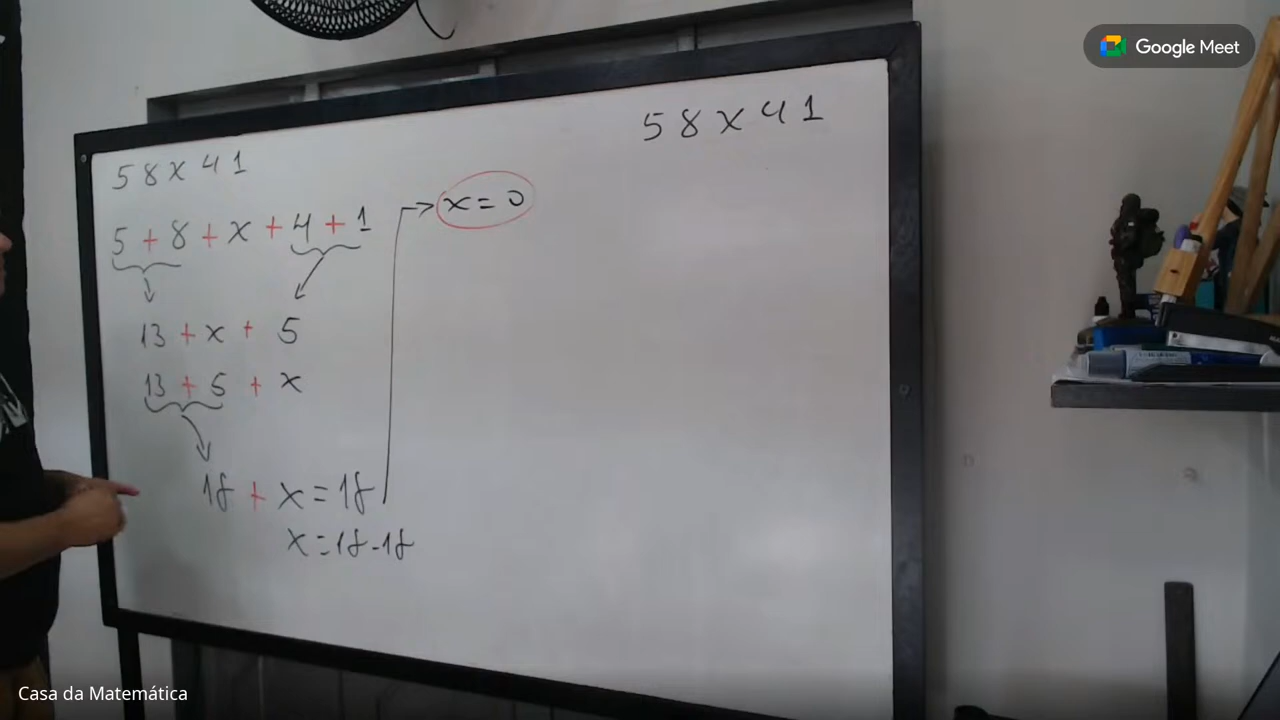 Google Meet
58x41
58x41
5+8+x+4+1
x=0
13+x+5
13+5+x
18+x=18
x=18-18
Casa da Matemática